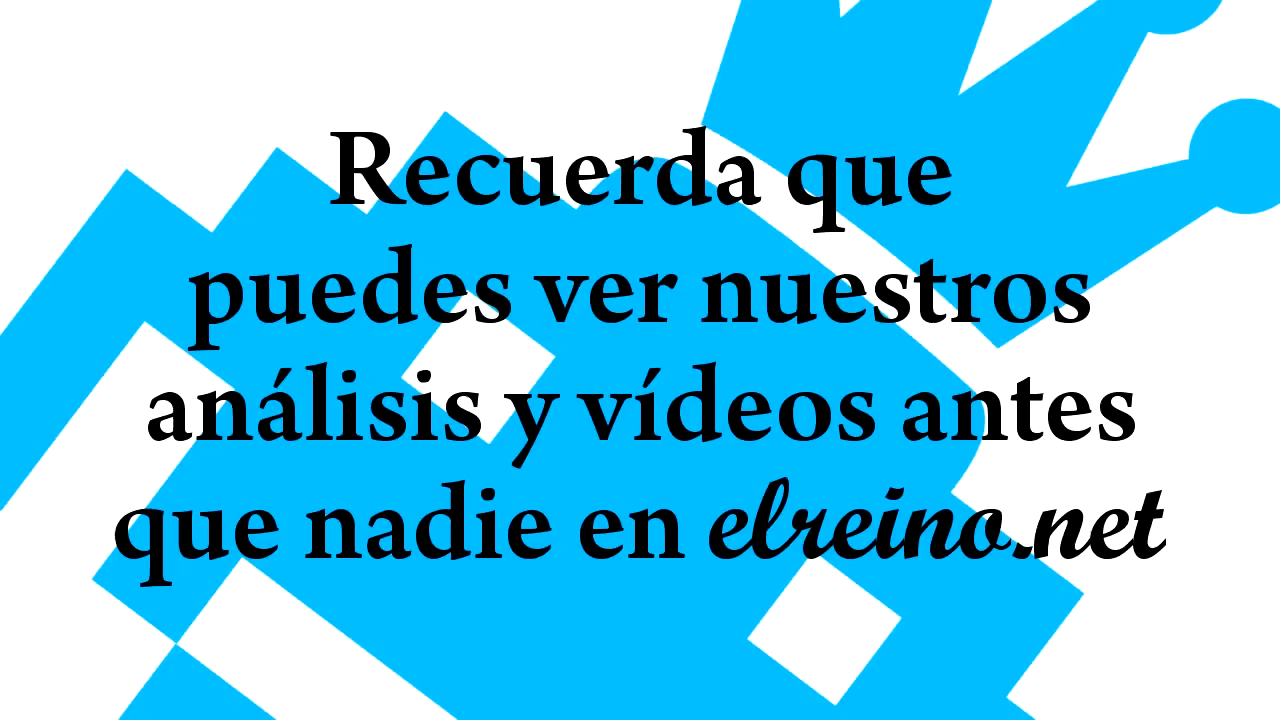 Recuerda que
puedes ver nuestros
análisis y vídeos antes
que nadie en elreino.net